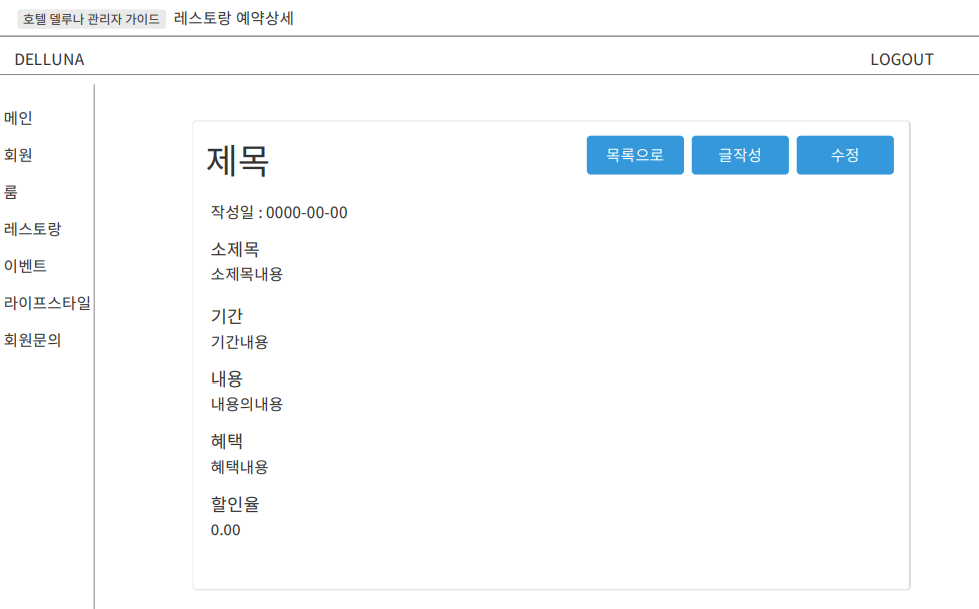 호텔 델루나 관리자 가이드 레스토랑 예약상세
DELLUNA LOGOUT
메인
회원
룸
레스토랑
이벤트
라이프스타일
회원문의
제목 목록으로 글작성 수정
작성일 : 0000-00-00
소제목
소제목내용
기간
기간내용
내용
내용의내용
혜택
혜택내용
할인율
0.00